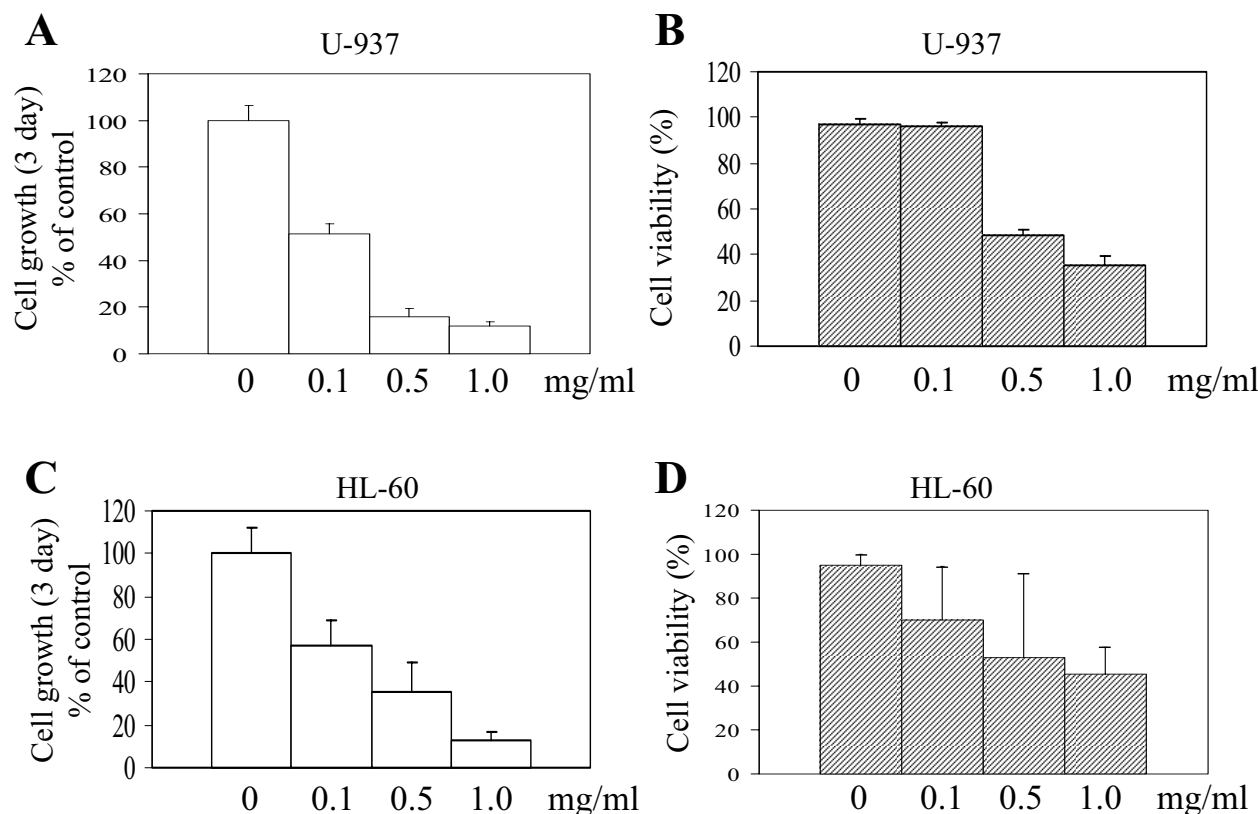 A
U-937
Cell growth (3 day)
% of control
120
100
80
60
40
20
0
0 0.1 0.5 1.0 mg/ml
B
U-937
Cell viability (%)
120
100
80
60
40
20
0
0 0.1 0.5 1.0 mg/ml
C
HL-60
Cell growth (3 day)
% of control
120
100
80
60
40
20
0
0 0.1 0.5 1.0 mg/ml
D
HL-60
Cell viability (%)
120
100
80
60
40
20
0
0 0.1 0.5 1.0 mg/ml